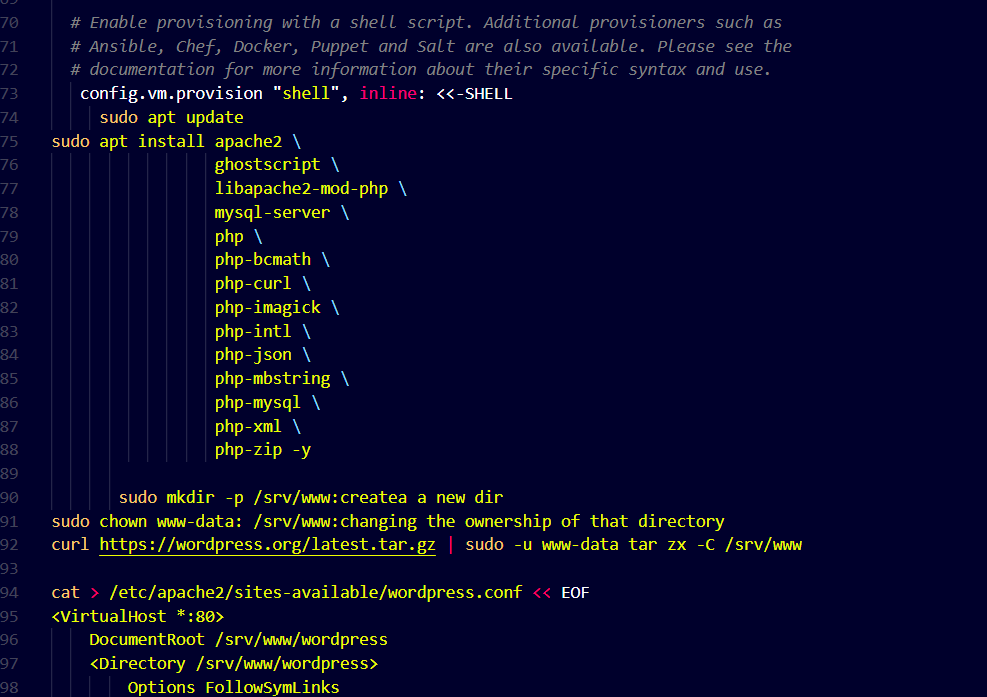 70 # Enable provisioning with a shell script. Additional provisioners such as
71 # Ansible, Chef, Docker, Puppet and Salt are also available. Please see the
72 # documentation for more information about their specific syntax and use.
73 config.vm.provision "shell", inline: <<-SHELL
74 sudo apt update
75 sudo apt install apache2 \
76 ghostscript \
77 libapache2-mod-php \
78 mysql-server \
79 php \
80 php-bcmath \
81 php-curl \
82 php-imagick \
83 php-intl \
84 php-json \
85 php-mbstring \
86 php-mysql \
87 php-xml \
88 php-zip -y
89
90 sudo mkdir -p /srv/www:createa a new dir
91 sudo chown www-data: /srv/www:changing the ownership of that directory
92 curl https://wordpress.org/latest.tar.gz | sudo -u www-data tar zx -C /srv/www
93
94 cat > /etc/apache2/sites-available/wordpress.conf << EOF
95 <VirtualHost *:80>
96 DocumentRoot /srv/www/wordpress
97 <Directory /srv/www/wordpress>
98 Options FollowSymLinks